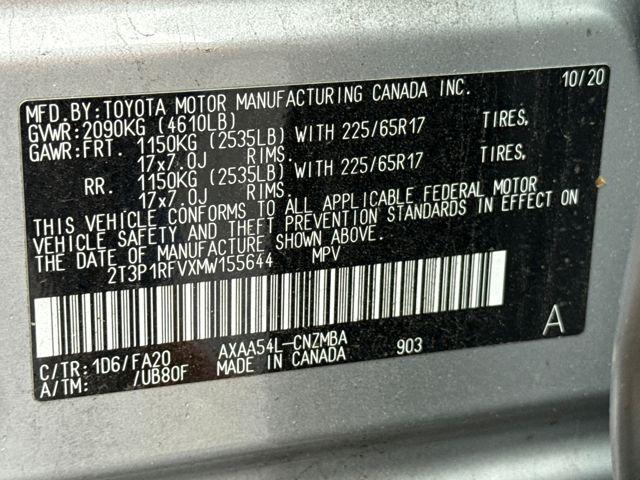 MFD.BY:TOYOTA MOTOR MANUFACTURING CANADA INC. 10/20
GVWR:2090KG (4610LB)
GAWR:FRT. 1150KG (2535LB) WITH 225/65R17 TIRES,
17x7.0J RIMS.
RR. 1150KG (2535LB) WITH 225/65R17 TIRES,
17x7.0J RIMS.
THIS VEHICLE CONFORMS TO ALL APPLICABLE FEDERAL MOTOR
VEHICLE SAFETY AND THEFT PREVENTION STANDARDS IN EFFECT ON
THE DATE OF MANUFACTURE SHOWN ABOVE.
2T3P1RFVXMW155644 MPV
A
C/TR:1D6/FA20 AXAA54L-CNZMBA
A/TM: /UB80F MADE IN CANADA 903